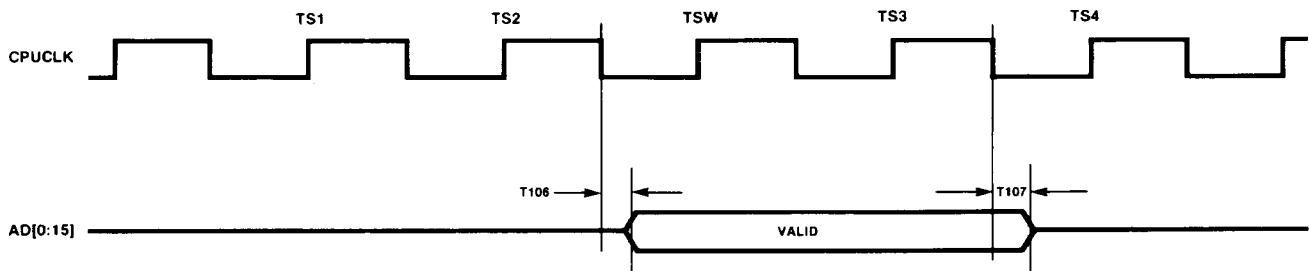 TS1 TS2 TSW TS3 TS4
CPUCLK
T106 T107
AD[0:15] VALID